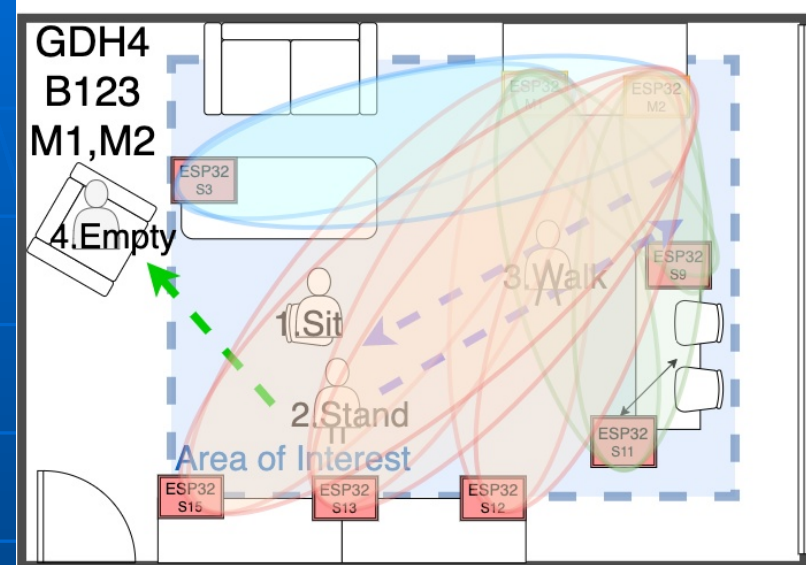 GDH4
B123
M1,M2
ESP32
M1
ESP32
M2
ESP32
S3
4.Empty
3.Walk
ESP32
S9
1.Sit
2.Stand
ESP32
S11
Area of Interest
ESP32
S15
ESP32
S13
ESP32
S12